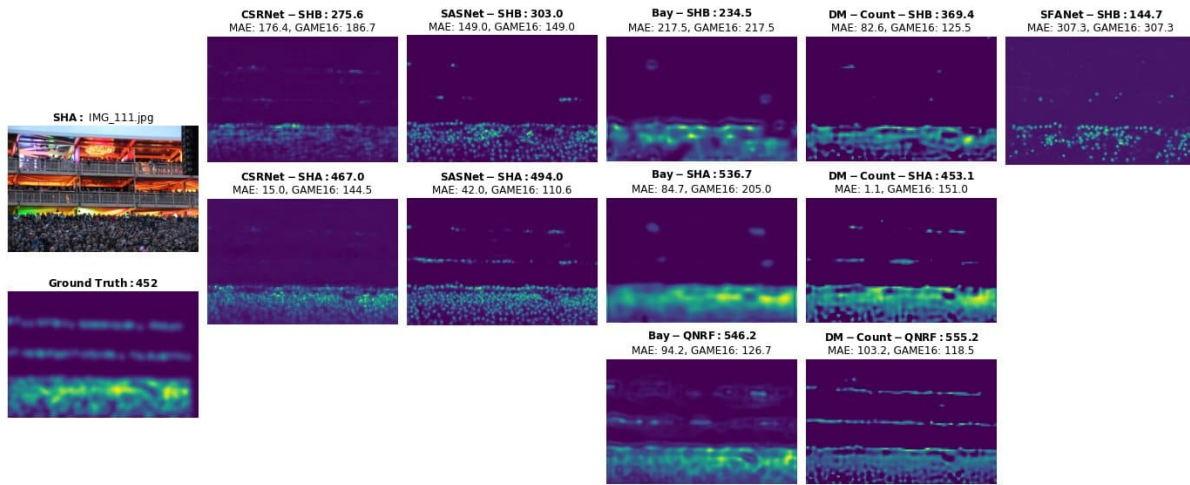 CSRNet-SHB: 275.6
MAE: 176.4, GAME16: 186.7
SASNet-SHB: 303.0
MAE: 149.0, GAME16: 149.0
Bay-SHB: 234.5
MAE: 217.5, GAME16: 217.5
DM-Count-SHB: 369.4
MAE: 82.6, GAME16: 125.5
SFANet-SHB: 144.7
MAE: 307.3, GAME16: 307.3
SHA: IMG_111.jpg
CSRNet-SHA: 467.0
MAE: 15.0, GAME16: 144.5
SASNet-SHA: 494.0
MAE: 42.0, GAME16: 110.6
Bay-SHA: 536.7
MAE: 84.7, GAME16: 205.0
DM-Count-SHA: 453.1
MAE: 1.1, GAME16: 151.0
Ground Truth: 452
Bay-QNRF: 546.2
MAE: 94.2, GAME16: 126.7
DM-Count-QNRF: 555.2
MAE: 103.2, GAME16: 118.5